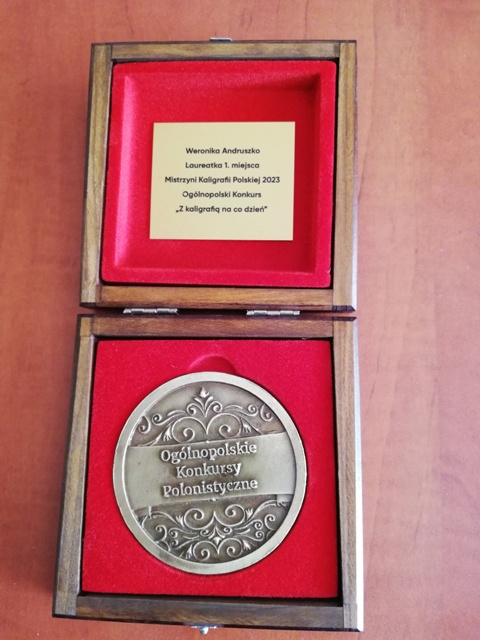 Weronika Andruszko
Laureatka 1. miejsca
Mistrzyni Kaligrafii Polskiej 2023
Ogólnopolski Konkurs
„Z kaligrafią na co dzień”
Ogólnopolskie
Konkursy
Polonistyczne